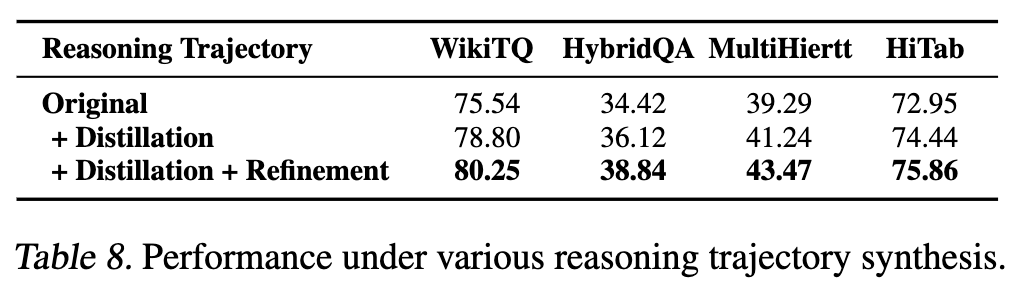 Reasoning Trajectory WikiTQ HybridQA MultiHiertt HiTab
Original 75.54 34.42 39.29 72.95
+ Distillation 78.80 36.12 41.24 74.44
+ Distillation + Refinement 80.25 38.84 43.47 75.86
Table 8. Performance under various reasoning trajectory synthesis.